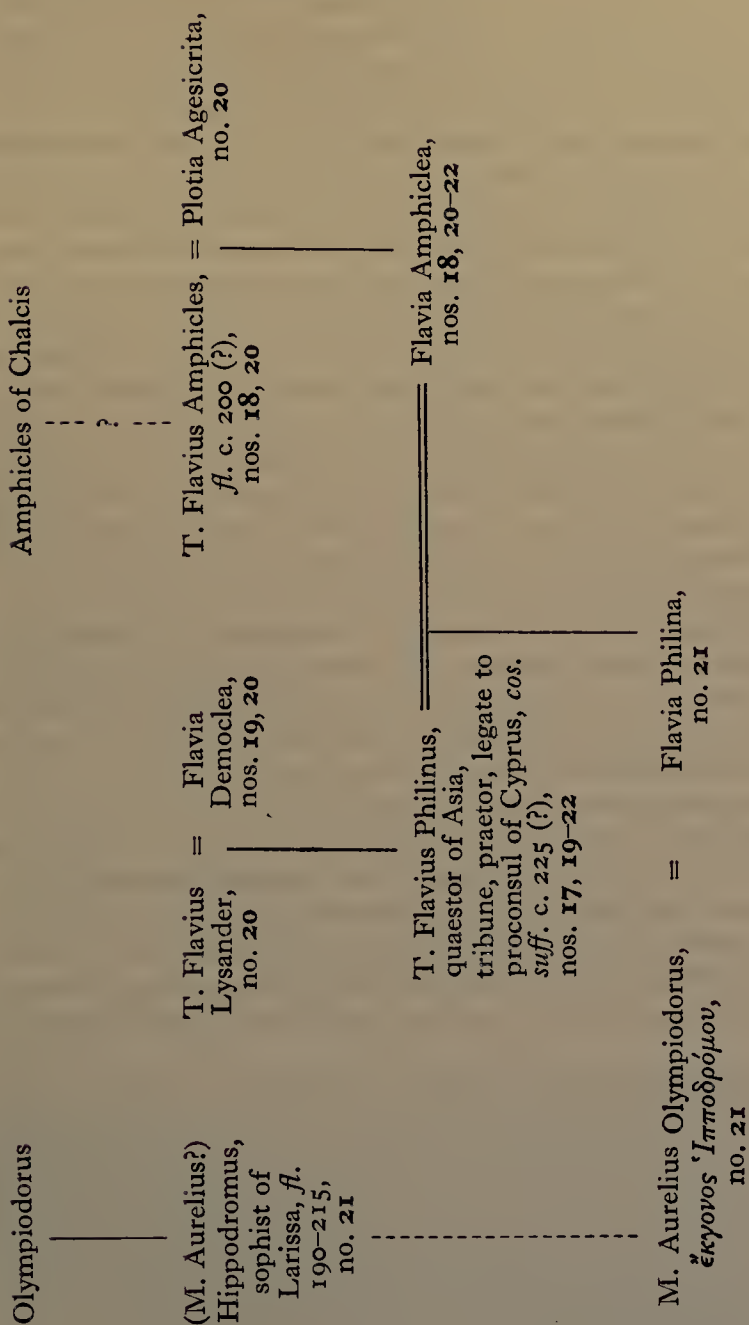 Olympiodorus
Amphicles of Chalcis
?
(M. Aurelius?)
Hippodromus,
sophist of
Larissa, fl.
190–215,
no. 21
T. Flavius
Lysander,
no. 20
=
Flavia
Democlea,
nos. 19, 20
T. Flavius Amphicles,
fl. c. 200 (?),
nos. 18, 20
= Plotia Agesicrita,
no. 20
T. Flavius Philinus,
quaestor of Asia,
tribune, praetor, legate to
proconsul of Cyprus, cos.
suff. c. 225 (?),
nos. 17, 19–22
Flavia Amphiclea,
nos. 18, 20–22
M. Aurelius Olympiodorus,
ἔκγονος Ἱπποδρόμου,
no. 21
=
Flavia Philina,
no. 21